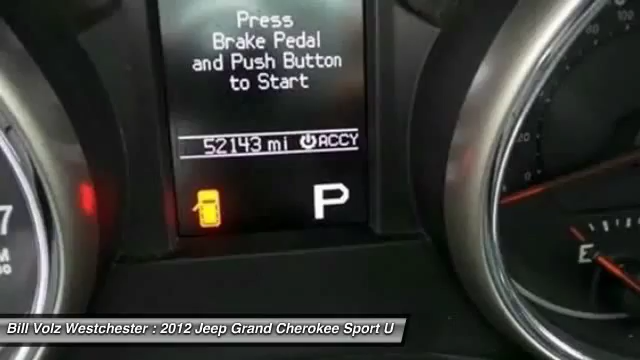 Press
Brake Pedal
and Push Button
to Start
52143 mi ACCY
P
7
E
Bill Volz Westchester : 2012 Jeep Grand Cherokee Sport U